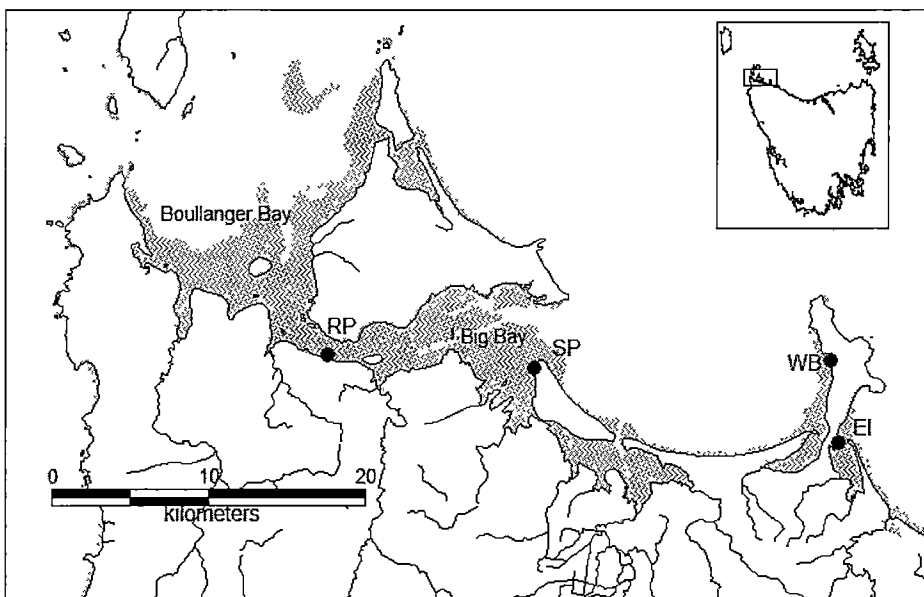 Boullanger Bay
RP
Big Bay
SP
WB
EI
0 10 20
kilometers